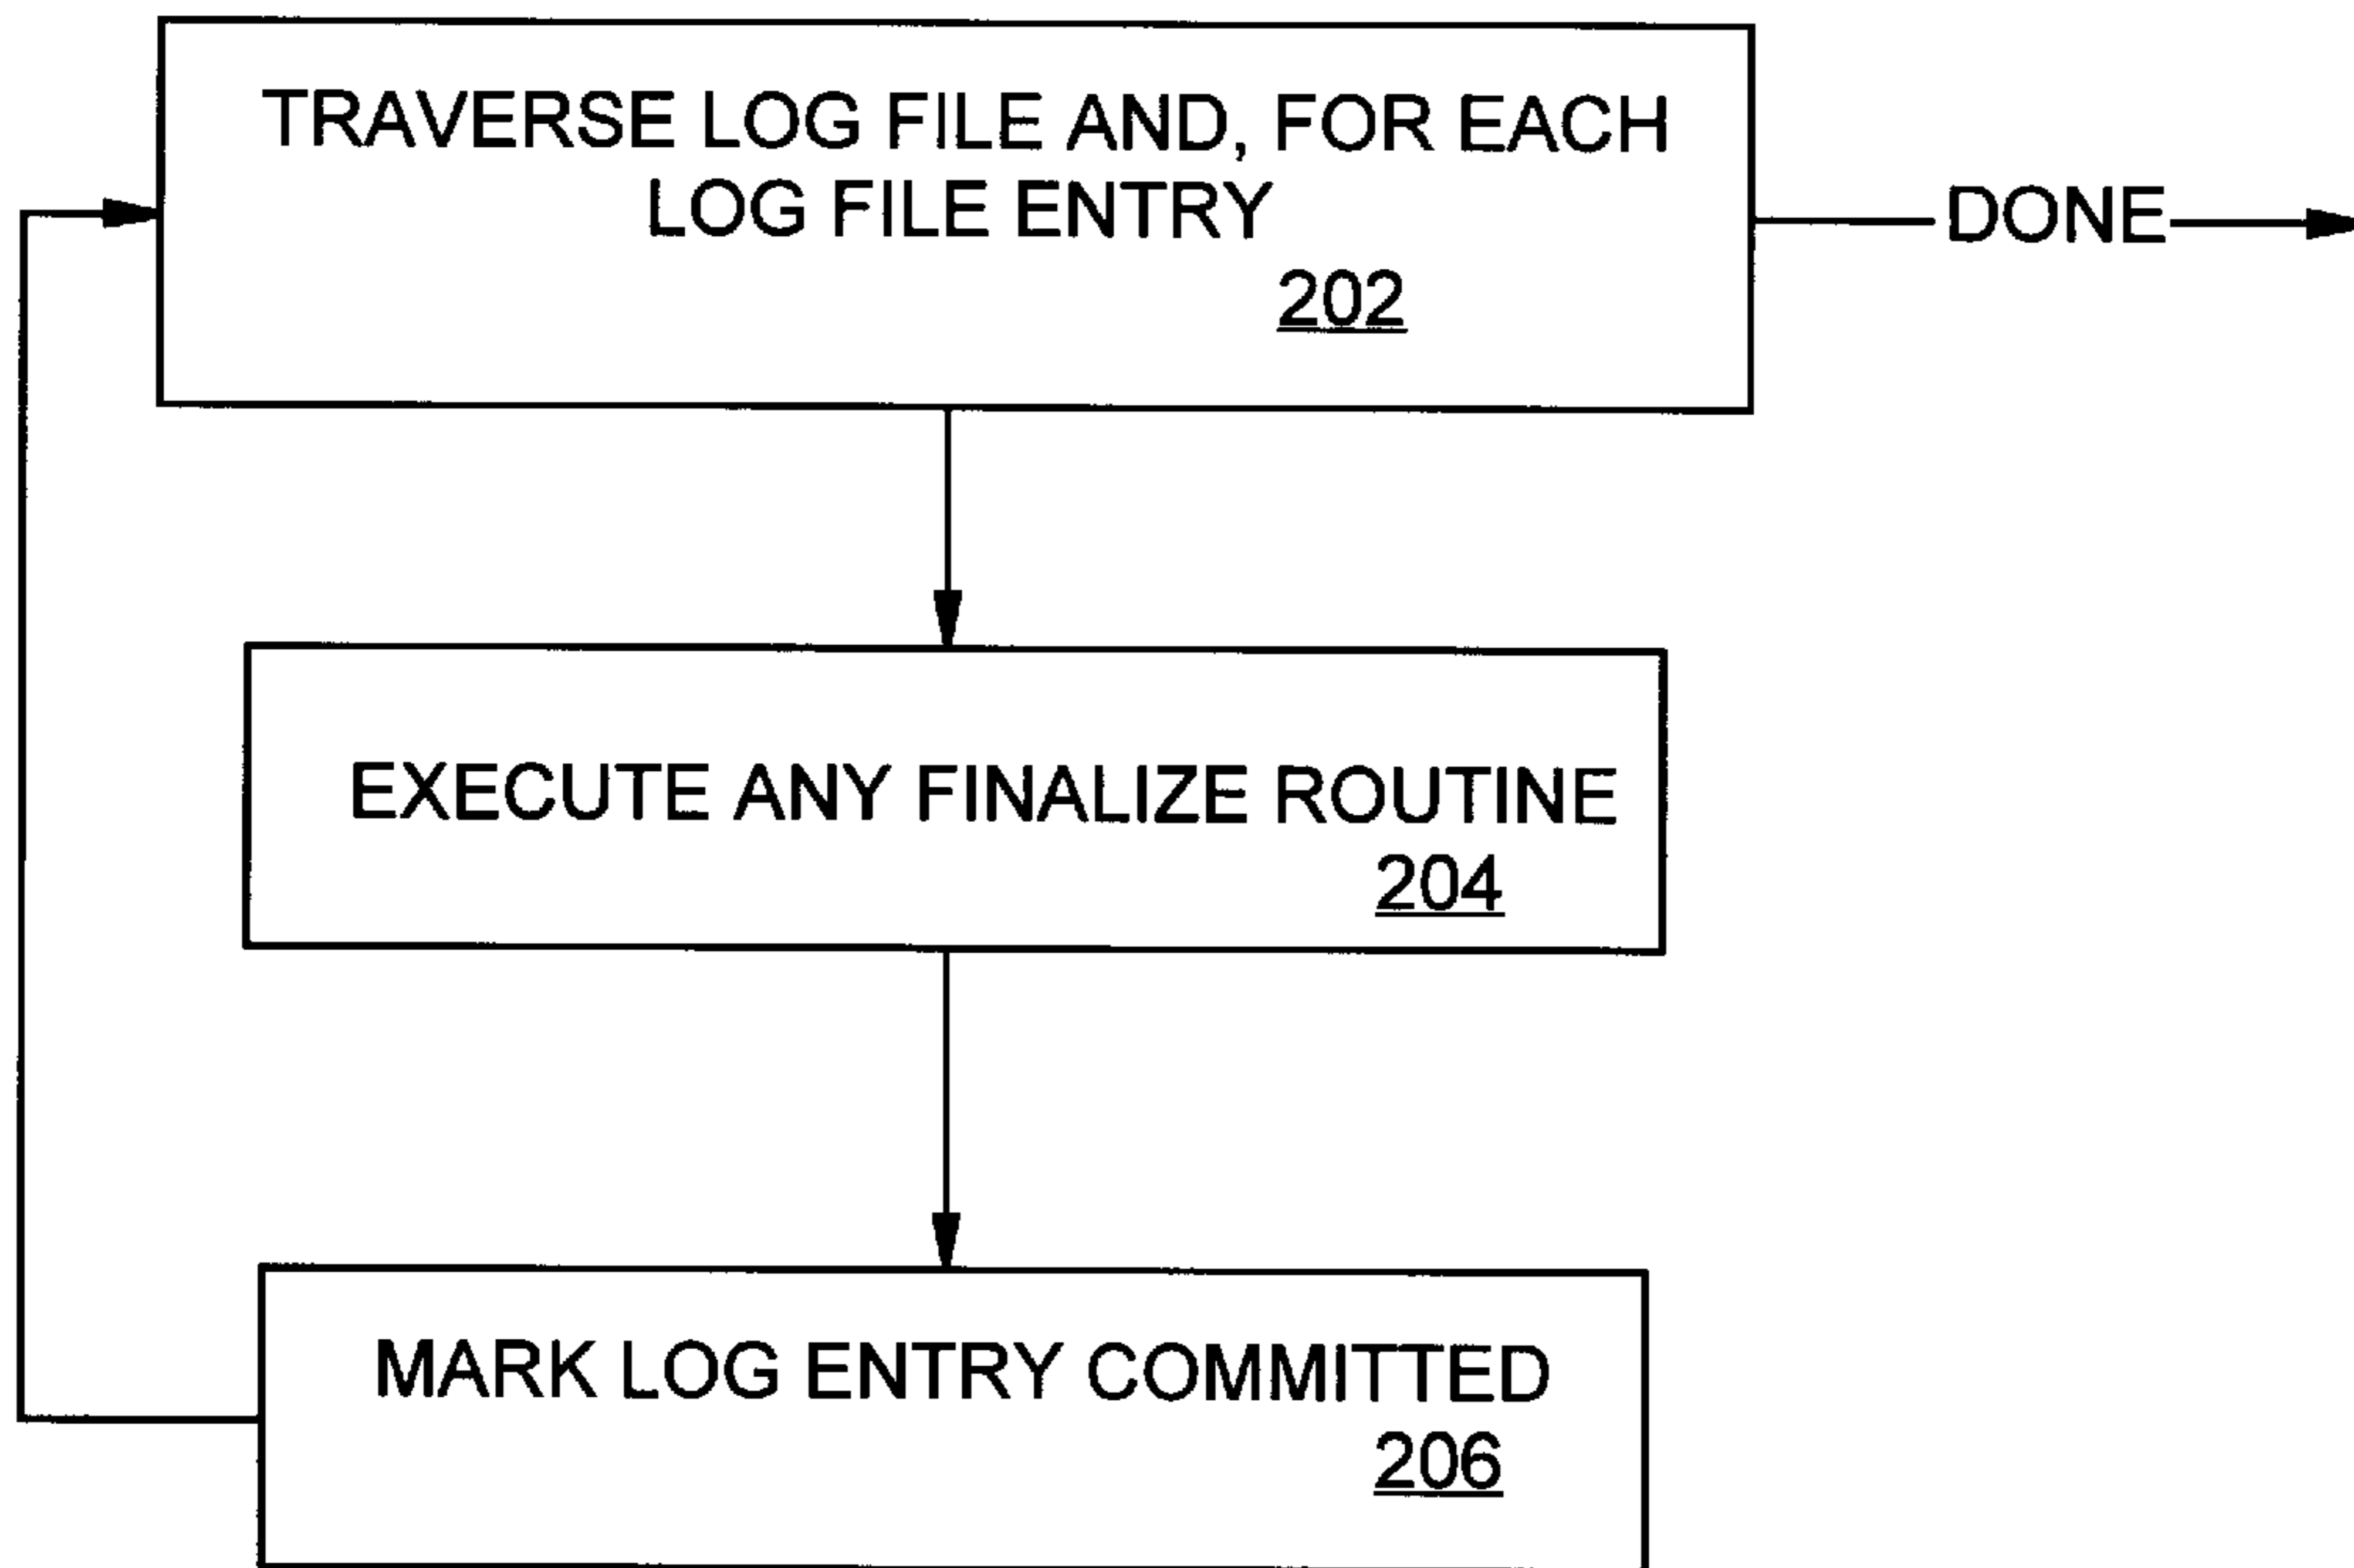 TRAVERSE LOG FILE AND, FOR EACH
LOG FILE ENTRY
202
DONE
EXECUTE ANY FINALIZE ROUTINE
204
MARK LOG ENTRY COMMITTED
206